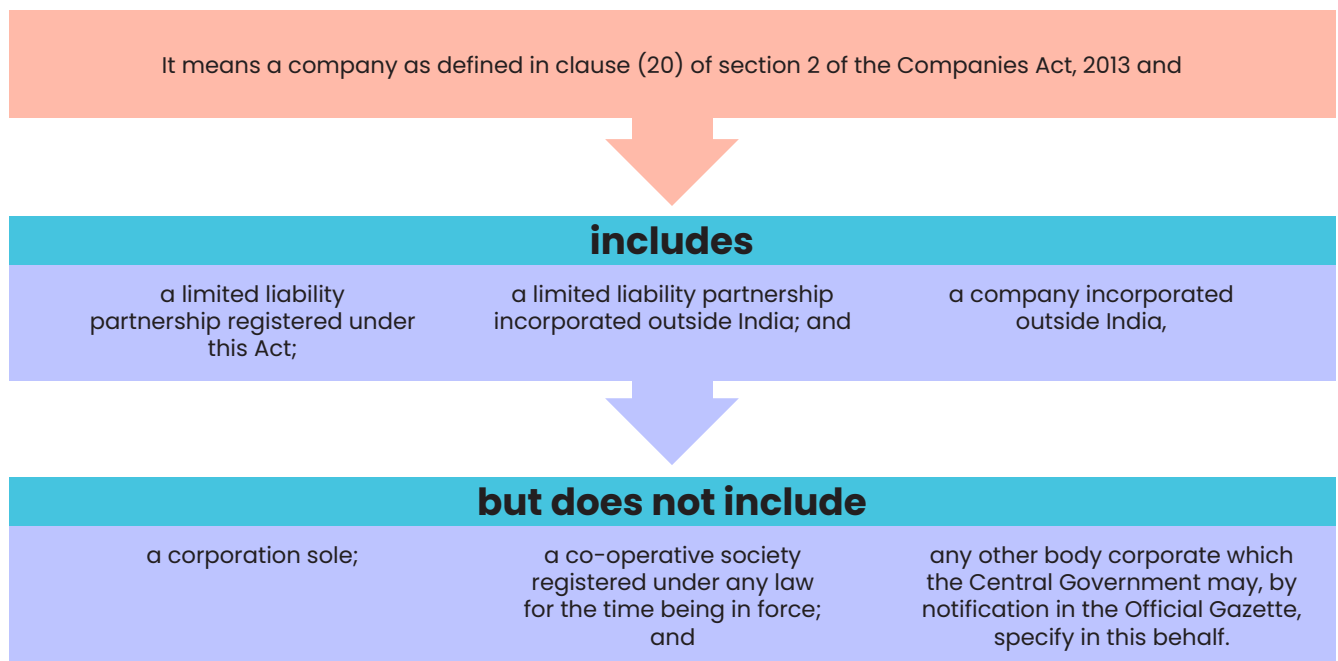 It means a company as defined in clause (20) of section 2 of the Companies Act, 2013 and
includes
a limited liability
partnership registered under
this Act;
a limited liability partnership
incorporated outside India; and
a company incorporated
outside India,
but does not include
a corporation sole;
a co-operative society
registered under any law
for the time being in force;
and
any other body corporate which
the Central Government may, by
notification in the Official Gazette,
specify in this behalf.